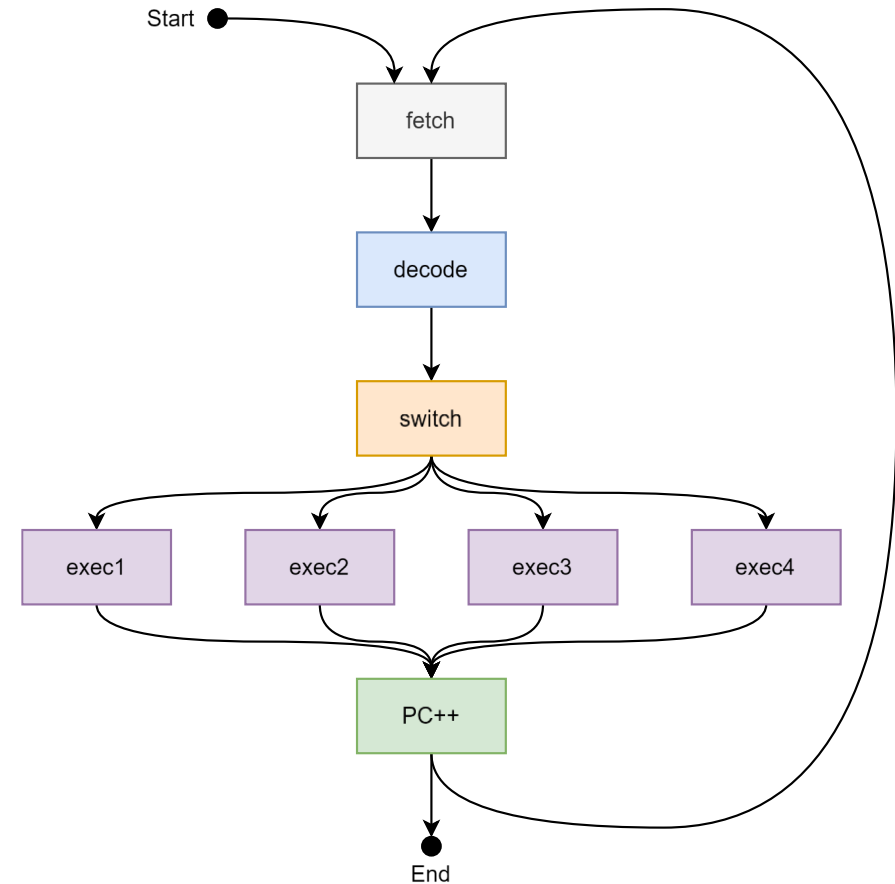 Start
fetch
decode
switch
exec1
exec2
exec3
exec4
PC++
End